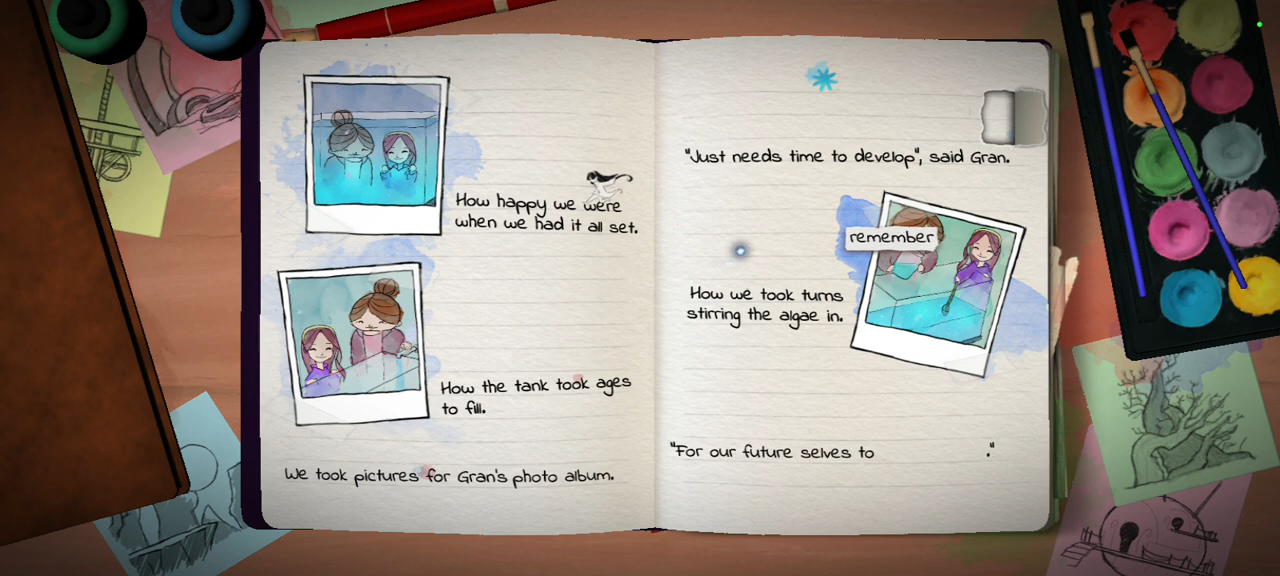 How happy we were
when we had it all set.
How the tank took ages
to fill.
We took pictures for Gran's photo album.
"Just needs time to develop", said Gran.
remember
How we took turns
stirring the algae in.
"For our future selves to ."